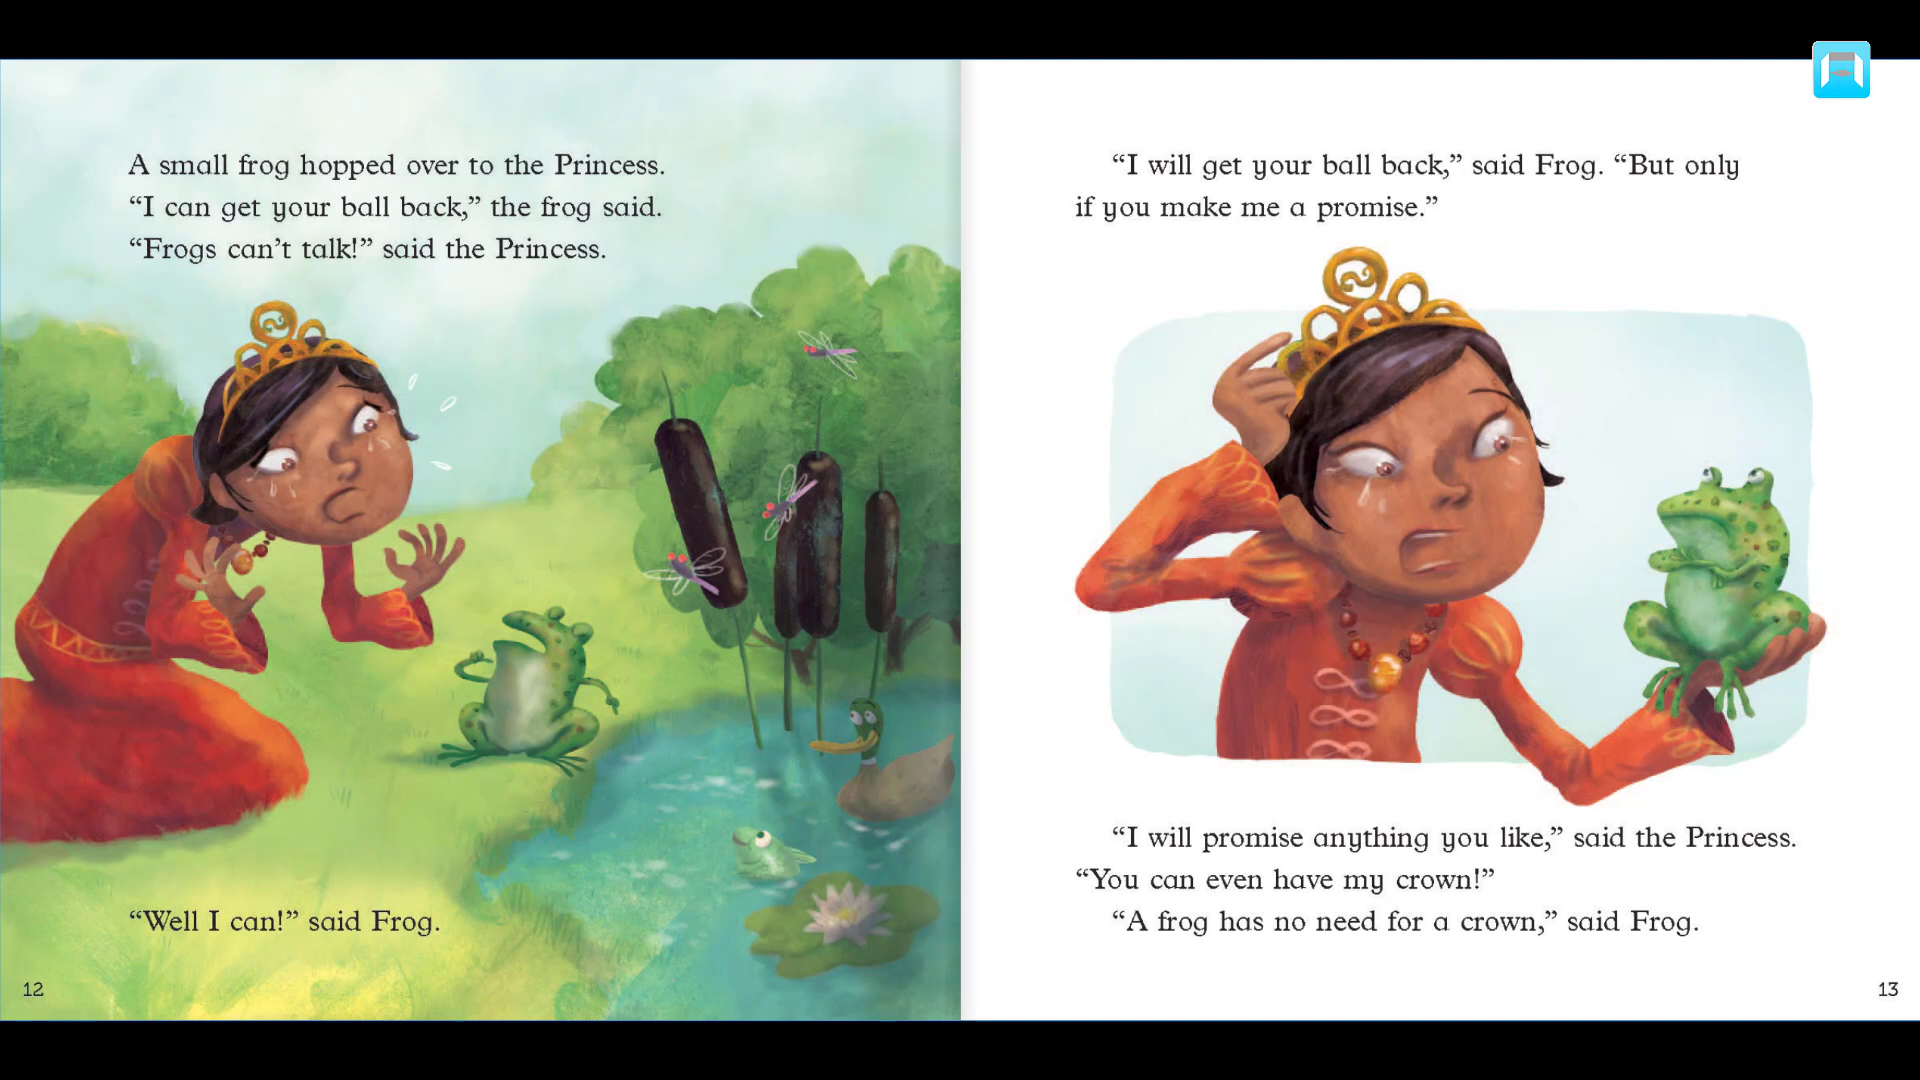 A small frog hopped over to the Princess.
“I can get your ball back,” the frog said.
“Frogs can’t talk!” said the Princess.
“Well I can!” said Frog.
12
“I will get your ball back,” said Frog. “But only
if you make me a promise.”
“I will promise anything you like,” said the Princess.
“You can even have my crown!”
“A frog has no need for a crown,” said Frog.
13